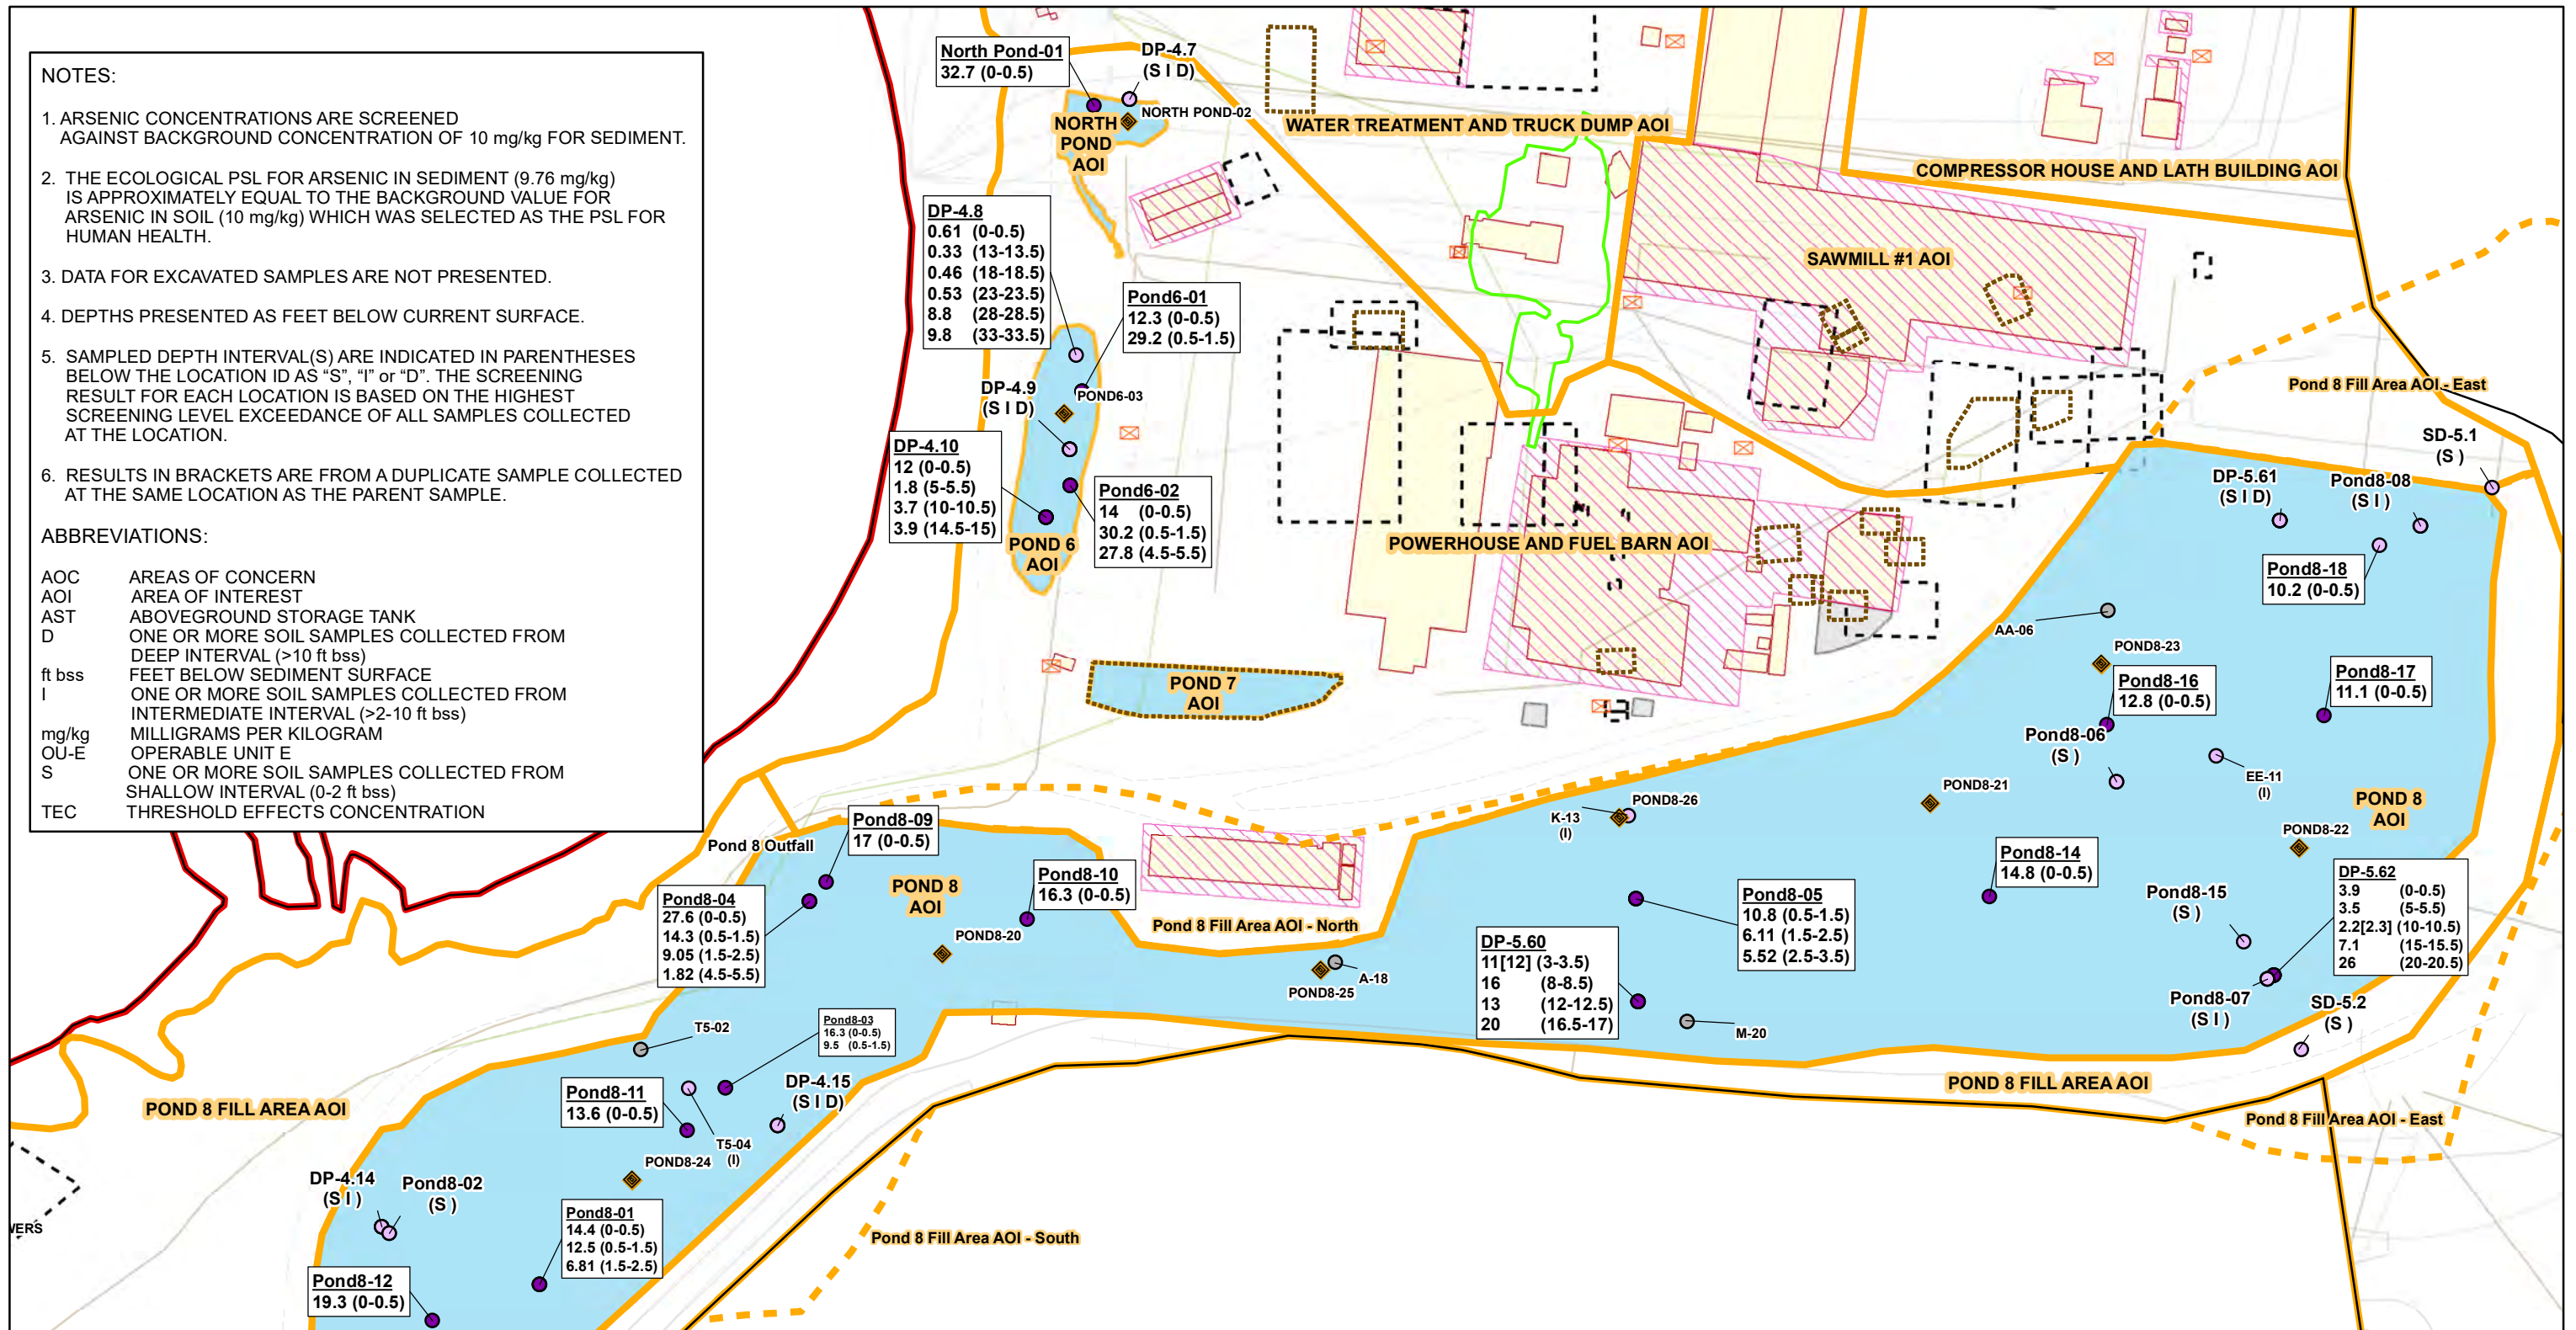 NOTES:
1. ARSENIC CONCENTRATIONS ARE SCREENED
AGAINST BACKGROUND CONCENTRATION OF 10 mg/kg FOR SEDIMENT.
2. THE ECOLOGICAL PSL FOR ARSENIC IN SEDIMENT (9.76 mg/kg)
IS APPROXIMATELY EQUAL TO THE BACKGROUND VALUE FOR
ARSENIC IN SOIL (10 mg/kg) WHICH WAS SELECTED AS THE PSL FOR
HUMAN HEALTH.
3. DATA FOR EXCAVATED SAMPLES ARE NOT PRESENTED.
4. DEPTHS PRESENTED AS FEET BELOW CURRENT SURFACE.
5. SAMPLED DEPTH INTERVAL(S) ARE INDICATED IN PARENTHESES
BELOW THE LOCATION ID AS “S”, “I” or “D”. THE SCREENING
RESULT FOR EACH LOCATION IS BASED ON THE HIGHEST
SCREENING LEVEL EXCEEDANCE OF ALL SAMPLES COLLECTED
AT THE LOCATION.
6. RESULTS IN BRACKETS ARE FROM A DUPLICATE SAMPLE COLLECTED
AT THE SAME LOCATION AS THE PARENT SAMPLE.
ABBREVIATIONS:
AOC AREAS OF CONCERN
AOI AREA OF INTEREST
AST ABOVEGROUND STORAGE TANK
D ONE OR MORE SOIL SAMPLES COLLECTED FROM
DEEP INTERVAL (>10 ft bss)
ft bss FEET BELOW SEDIMENT SURFACE
I ONE OR MORE SOIL SAMPLES COLLECTED FROM
INTERMEDIATE INTERVAL (>2-10 ft bss)
mg/kg MILLIGRAMS PER KILOGRAM
OU-E OPERABLE UNIT E
S ONE OR MORE SOIL SAMPLES COLLECTED FROM
SHALLOW INTERVAL (0-2 ft bss)
TEC THRESHOLD EFFECTS CONCENTRATION
North Pond-01
32.7 (0-0.5)
DP-4.7
(S I D)
NORTH POND-02
NORTH
POND
AOI
WATER TREATMENT AND TRUCK DUMP AOI
COMPRESSOR HOUSE AND LATH BUILDING AOI
SAWMILL #1 AOI
DP-4.8
0.61 (0-0.5)
0.33 (13-13.5)
0.46 (18-18.5)
0.53 (23-23.5)
8.8 (28-28.5)
9.8 (33-33.5)
Pond6-01
12.3 (0-0.5)
29.2 (0.5-1.5)
DP-4.9
(S I D)
POND6-03
DP-4.10
12 (0-0.5)
1.8 (5-5.5)
3.7 (10-10.5)
3.9 (14.5-15)
Pond6-02
14 (0-0.5)
30.2 (0.5-1.5)
27.8 (4.5-5.5)
POND 6
AOI
POWERHOUSE AND FUEL BARN AOI
Pond 8 Fill Area AOI - East
SD-5.1
(S )
DP-5.61
(S I D)
Pond8-08
(S I )
Pond8-18
10.2 (0-0.5)
AA-06
POND8-23
Pond8-16
12.8 (0-0.5)
Pond8-17
11.1 (0-0.5)
POND 7
AOI
Pond8-06
(S )
EE-11
(I)
POND8-21
POND 8
AOI
POND8-22
K-13
(I)
POND8-26
Pond 8 Outfall
Pond8-09
17 (0-0.5)
Pond8-04
27.6 (0-0.5)
14.3 (0.5-1.5)
9.05 (1.5-2.5)
1.82 (4.5-5.5)
POND 8
AOI
Pond8-10
16.3 (0-0.5)
POND8-20
Pond 8 Fill Area AOI - North
POND8-25
A-18
DP-5.60
11[12] (3-3.5)
16 (8-8.5)
13 (12-12.5)
20 (16.5-17)
Pond8-05
10.8 (0.5-1.5)
6.11 (1.5-2.5)
5.52 (2.5-3.5)
Pond8-14
14.8 (0-0.5)
Pond8-15
(S )
DP-5.62
3.9 (0-0.5)
3.5 (5-5.5)
2.2[2.3] (10-10.5)
7.1 (15-15.5)
26 (20-20.5)
Pond8-07
(S I )
SD-5.2
(S )
M-20
T5-02
Pond8-03
16.3 (0-0.5)
9.5 (0.5-1.5)
POND 8 FILL AREA AOI
Pond8-11
13.6 (0-0.5)
DP-4.15
(S I D)
T5-04
(I)
POND8-24
POND 8 FILL AREA AOI
Pond 8 Fill Area AOI - East
DP-4.14
(S I )
Pond8-02
(S )
Pond8-01
14.4 (0-0.5)
12.5 (0.5-1.5)
6.81 (1.5-2.5)
Pond 8 Fill Area AOI - South
Pond8-12
19.3 (0-0.5)